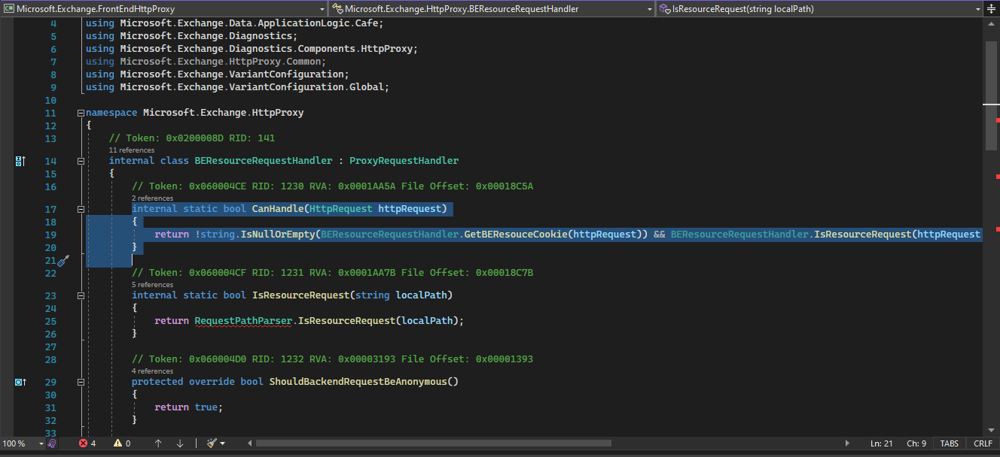 Microsoft.Exchange.FrontEndHttpProxy Microsoft.Exchange.HttpProxy.BEResourceRequestHandler IsResourceRequest(string localPath)
4 using Microsoft.Exchange.Data.ApplicationLogic.Cafe;
5 using Microsoft.Exchange.Diagnostics;
6 using Microsoft.Exchange.Diagnostics.Components.HttpProxy;
7 using Microsoft.Exchange.HttpProxy.Common;
8 using Microsoft.Exchange.VariantConfiguration;
9 using Microsoft.Exchange.VariantConfiguration.Global;
10
11 namespace Microsoft.Exchange.HttpProxy
12 {
13 // Token: 0x0200008D RID: 141
11 references
14 internal class BEResourceRequestHandler : ProxyRequestHandler
15 {
16 // Token: 0x060004CE RID: 1230 RVA: 0x0001AA5A File Offset: 0x00018C5A
2 references
17 internal static bool CanHandle(HttpRequest httpRequest)
18 {
19 return !string.IsNullOrEmpty(BEResourceRequestHandler.GetBEResouceCookie(httpRequest)) && BEResourceRequestHandler.IsResourceRequest(httpRequest
20 }
21
22 // Token: 0x060004CF RID: 1231 RVA: 0x0001AA7B File Offset: 0x00018C7B
5 references
23 internal static bool IsResourceRequest(string localPath)
24 {
25 return RequestPathParser.IsResourceRequest(localPath);
26 }
27
28 // Token: 0x060004D0 RID: 1232 RVA: 0x00003193 File Offset: 0x00001393
4 references
29 protected override bool ShouldBackendRequestBeAnonymous()
30 {
31 return true;
32 }
33
100 % 4 0 Ln: 21 Ch: 9 TABS CRLF